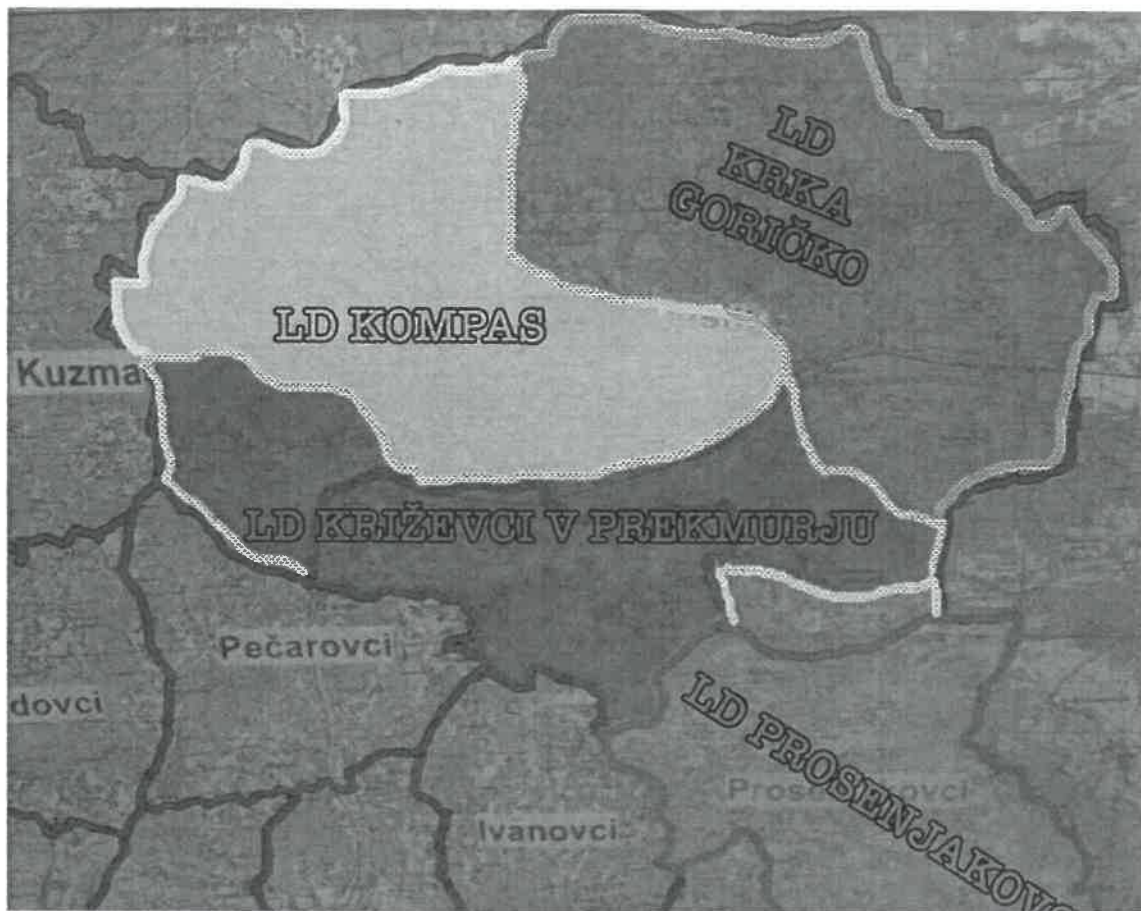 LD
KRKA
GORIČKO
LD KOMPAS
Kuzma
LD KRIŽEVCI V PREKMURJU
Pečarovci
dovci
LD PROSENJAKOVC
Ivanovci